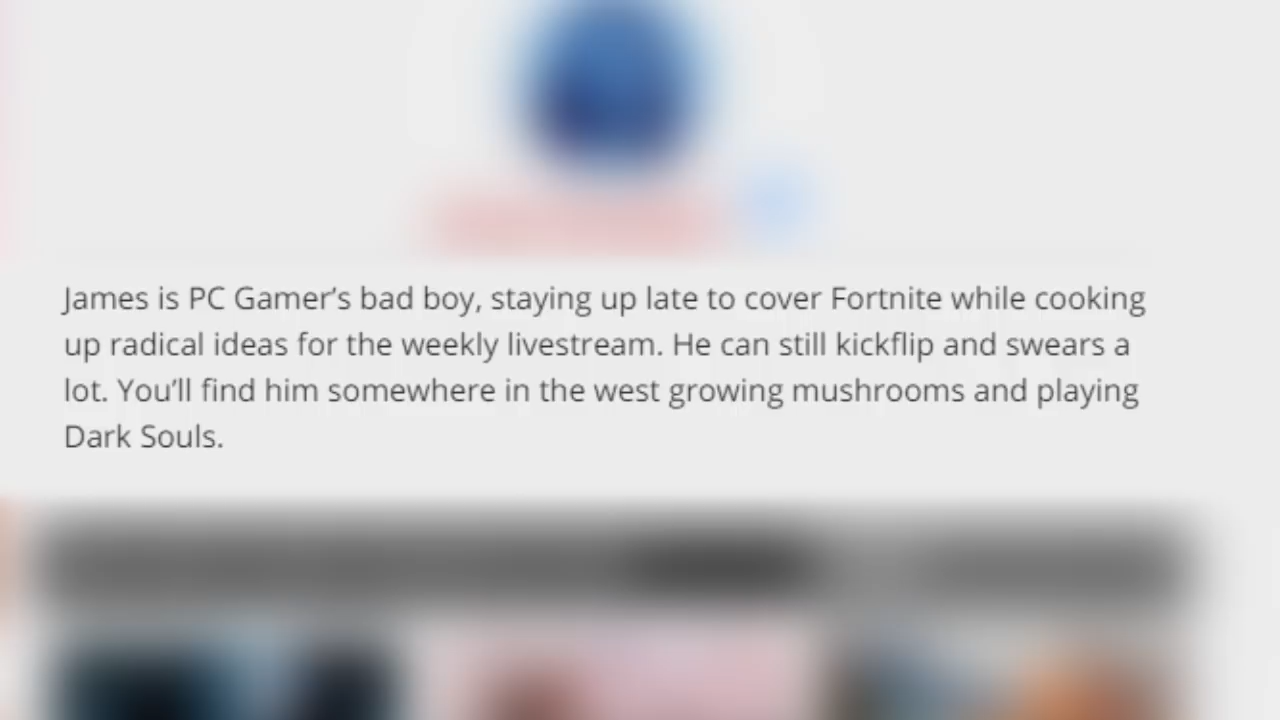 James is PC Gamer’s bad boy, staying up late to cover Fortnite while cooking
up radical ideas for the weekly livestream. He can still kickflip and swears a
lot. You’ll find him somewhere in the west growing mushrooms and playing
Dark Souls.